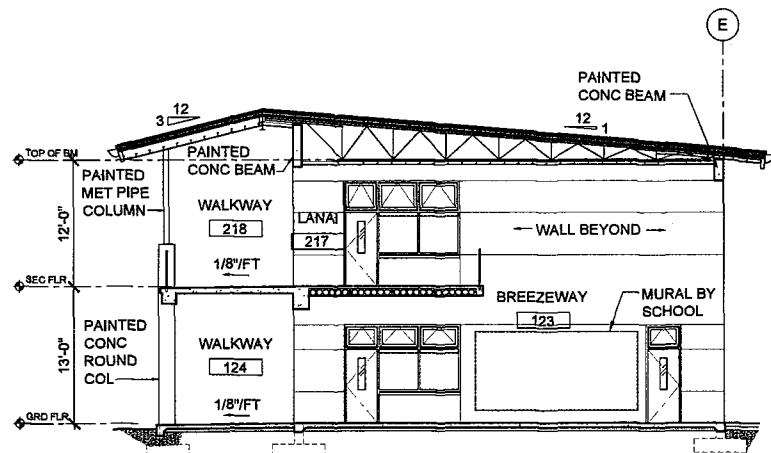 E
PAINTED
CONC BEAM
12
3
12
1
TOP OF BM
PAINTED
CONC BEAM
PAINTED
MET PIPE
COLUMN
12'-0"
WALKWAY
218
LANAI
217
WALL BEYOND
1/8"/FT
SEC FLR
BREEZEWAY
123
MURAL BY
SCHOOL
PAINTED
CONC
ROUND
COL
13'-0"
WALKWAY
124
1/8"/FT
GRD FLR